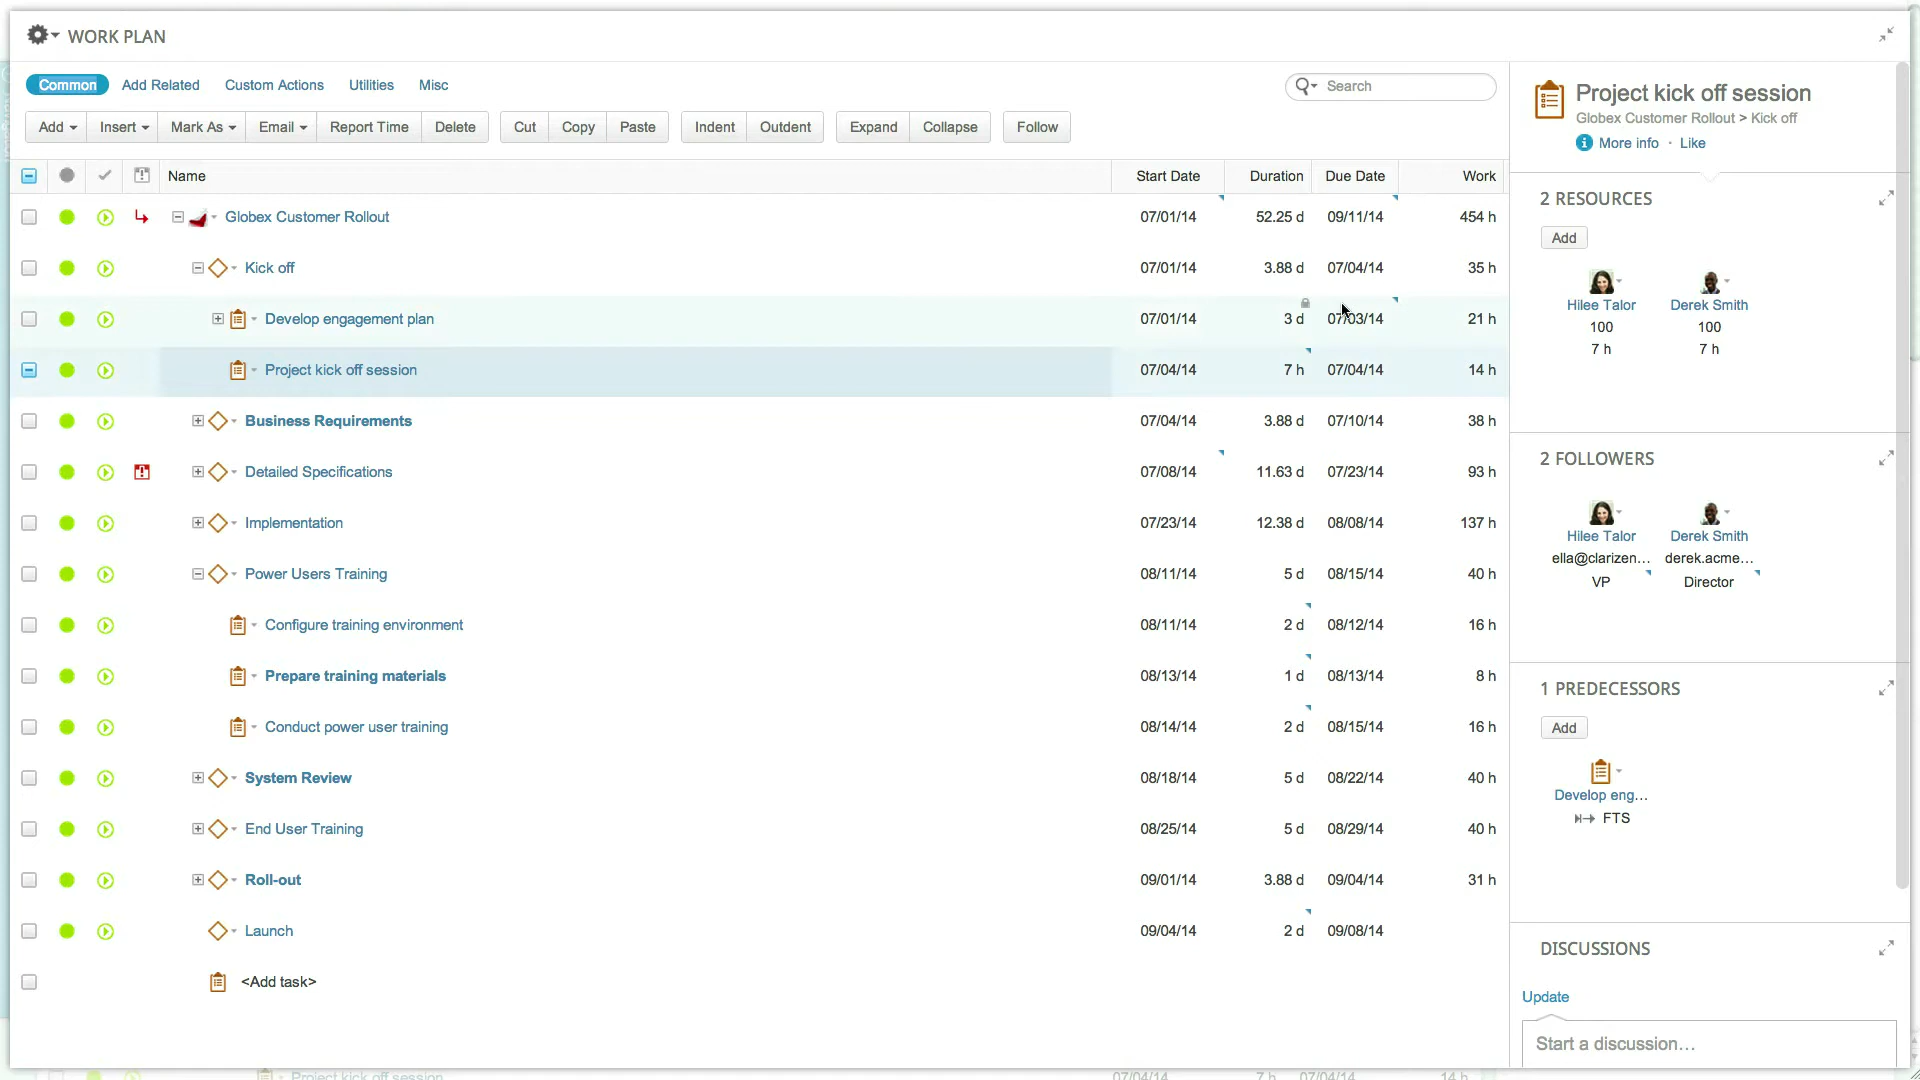 WORK PLAN
Common Add Related Custom Actions Utilities Misc Search
Add Insert Mark As Email Report Time Delete Cut Copy Paste Indent Outdent Expand Collapse Follow
Name Start Date Duration Due Date Work
Globex Customer Rollout 07/01/14 52.25 d 09/11/14 454 h
Kick off 07/01/14 3.88 d 07/04/14 35 h
Develop engagement plan 07/01/14 3 d 07/03/14 21 h
Project kick off session 07/04/14 7 h 07/04/14 14 h
Business Requirements 07/04/14 3.88 d 07/10/14 38 h
Detailed Specifications 07/08/14 11.63 d 07/23/14 93 h
Implementation 07/23/14 12.38 d 08/08/14 137 h
Power Users Training 08/11/14 5 d 08/15/14 40 h
Configure training environment 08/11/14 2 d 08/12/14 16 h
Prepare training materials 08/13/14 1 d 08/13/14 8 h
Conduct power user training 08/14/14 2 d 08/15/14 16 h
System Review 08/18/14 5 d 08/22/14 40 h
End User Training 08/25/14 5 d 08/29/14 40 h
Roll-out 09/01/14 3.88 d 09/04/14 31 h
Launch 09/04/14 2 d 09/08/14
<Add task>
Project kick off session
Globex Customer Rollout > Kick off
More info · Like
2 RESOURCES
Add
Hilee Talor Derek Smith
100 100
7 h 7 h
2 FOLLOWERS
Hilee Talor Derek Smith
ella@clarizen... derek.acme...
VP Director
1 PREDECESSORS
Add
Develop eng...
FTS
DISCUSSIONS
Update
Start a discussion...
Project kick off session 07/04/14 7 h 07/04/14 14 h